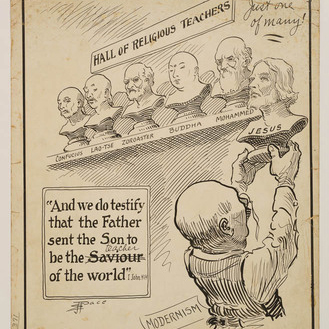 Just one
of many!
HALL OF RELIGIOUS TEACHERS
CONFUCIUS
LAO-TSE
ZOROASTER
BUDDHA
MOHAMMED
JESUS
"And we do testify
that the Father
sent the Son to
teacher
be the Saviour
of the world"
I John 4:14
Pace
MODERNISM